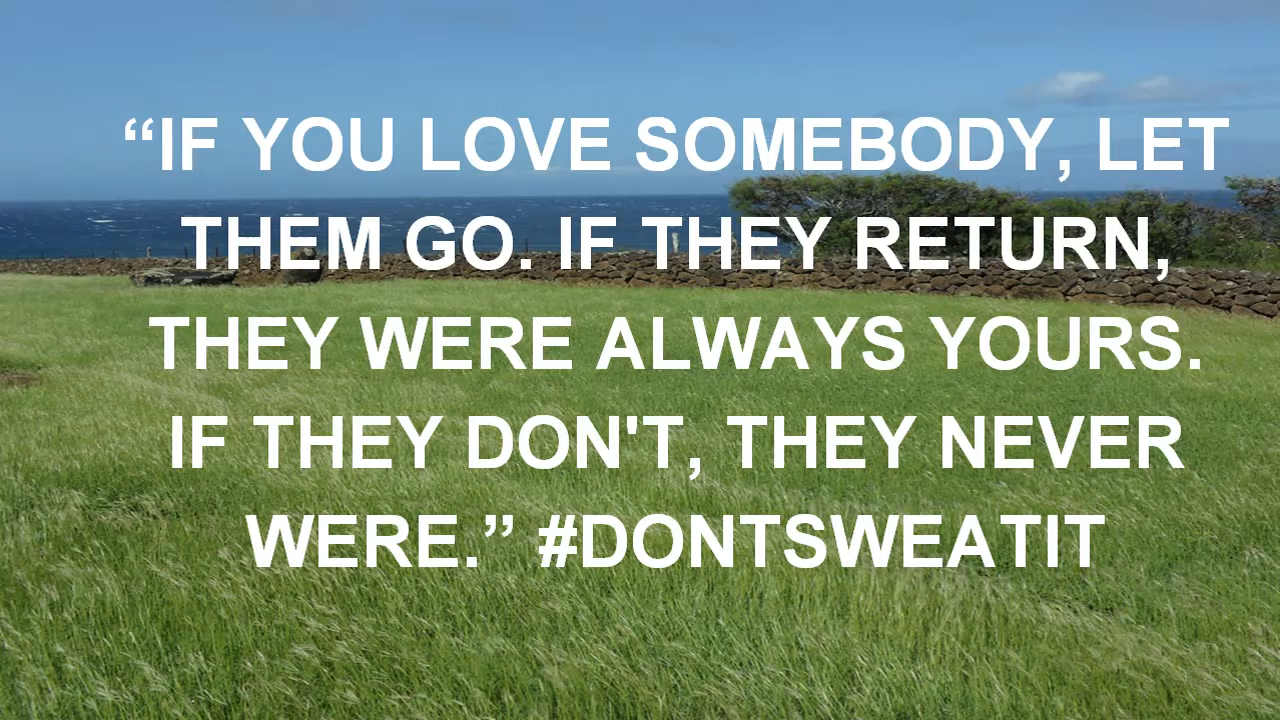 “IF YOU LOVE SOMEBODY, LET
THEM GO. IF THEY RETURN,
THEY WERE ALWAYS YOURS.
IF THEY DON'T, THEY NEVER
WERE.” #DONTSWEATIT